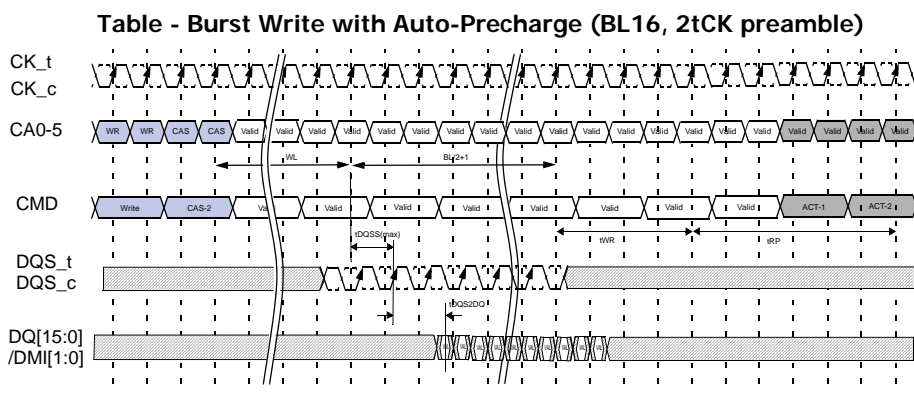 Table - Burst Write with Auto-Precharge (BL16, 2tCK preamble)
CK_t
CK_c
CA0-5 WR WR CAS CAS Valid Valid Valid Valid Valid Valid Valid Valid Valid Valid Valid Valid Valid Valid Valid Valid Valid Valid Valid Valid
WL BL/2+1
CMD Write CAS-2 Valid Valid Valid Valid Valid Valid Valid Valid ACT-1 ACT-2
tDQSS(max) tWR tRP
DQS_t
DQS_c
tDQS2DQ
DQ[15:0]
/DMI[1:0]